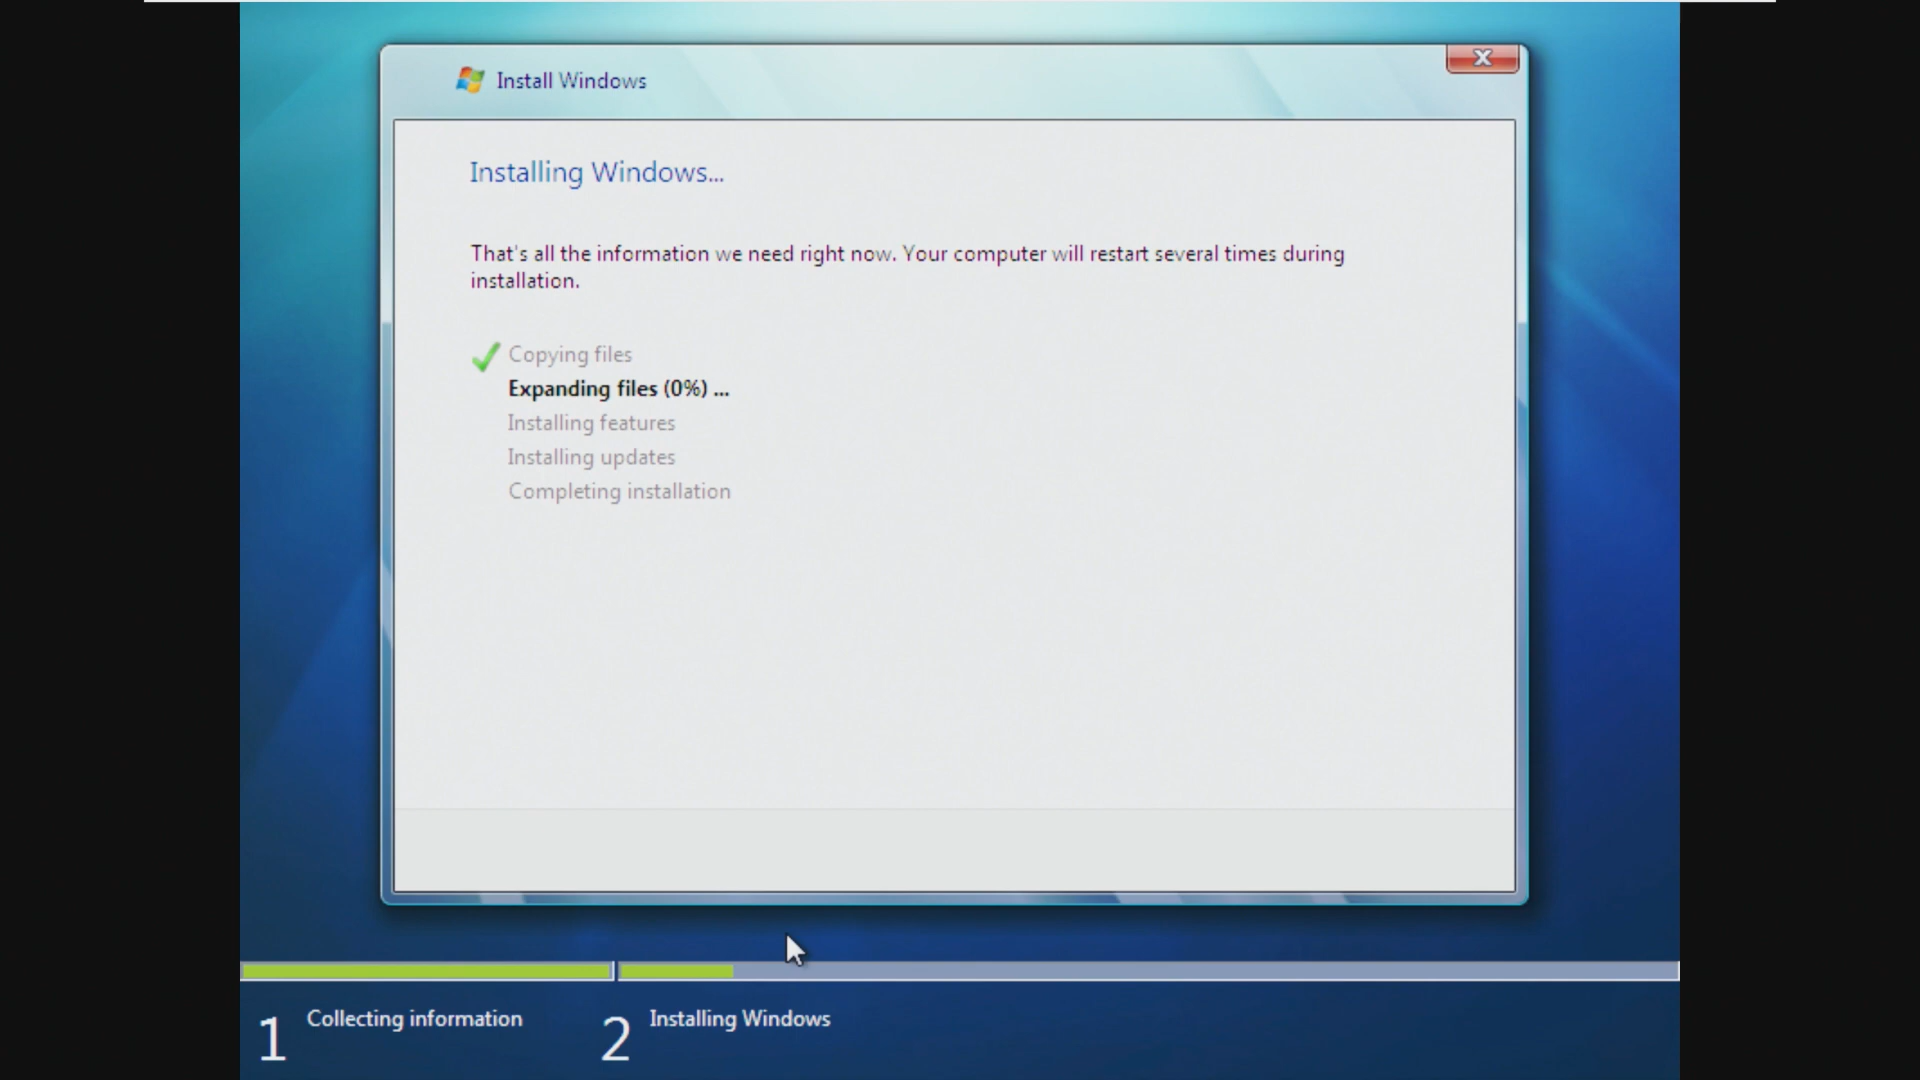 Install Windows
Installing Windows...
That's all the information we need right now. Your computer will restart several times during
installation.
Copying files
Expanding files (0%) ...
Installing features
Installing updates
Completing installation
1 Collecting information
2 Installing Windows